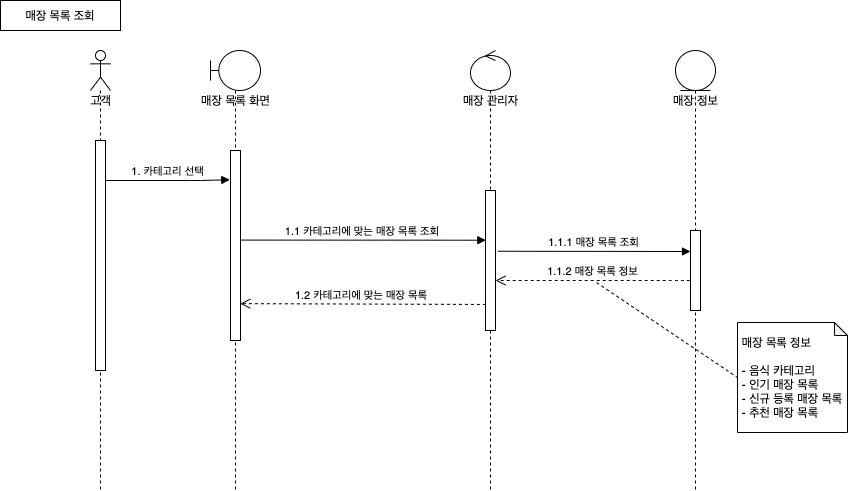 매장 목록 조회
고객
매장 목록 화면
매장 관리자
매장 정보
1. 카테고리 선택
1.1 카테고리에 맞는 매장 목록 조회
1.1.1 매장 목록 조회
1.1.2 매장 목록 정보
1.2 카테고리에 맞는 매장 목록
매장 목록 정보
- 음식 카테고리
- 인기 매장 목록
- 신규 등록 매장 목록
- 추천 매장 목록